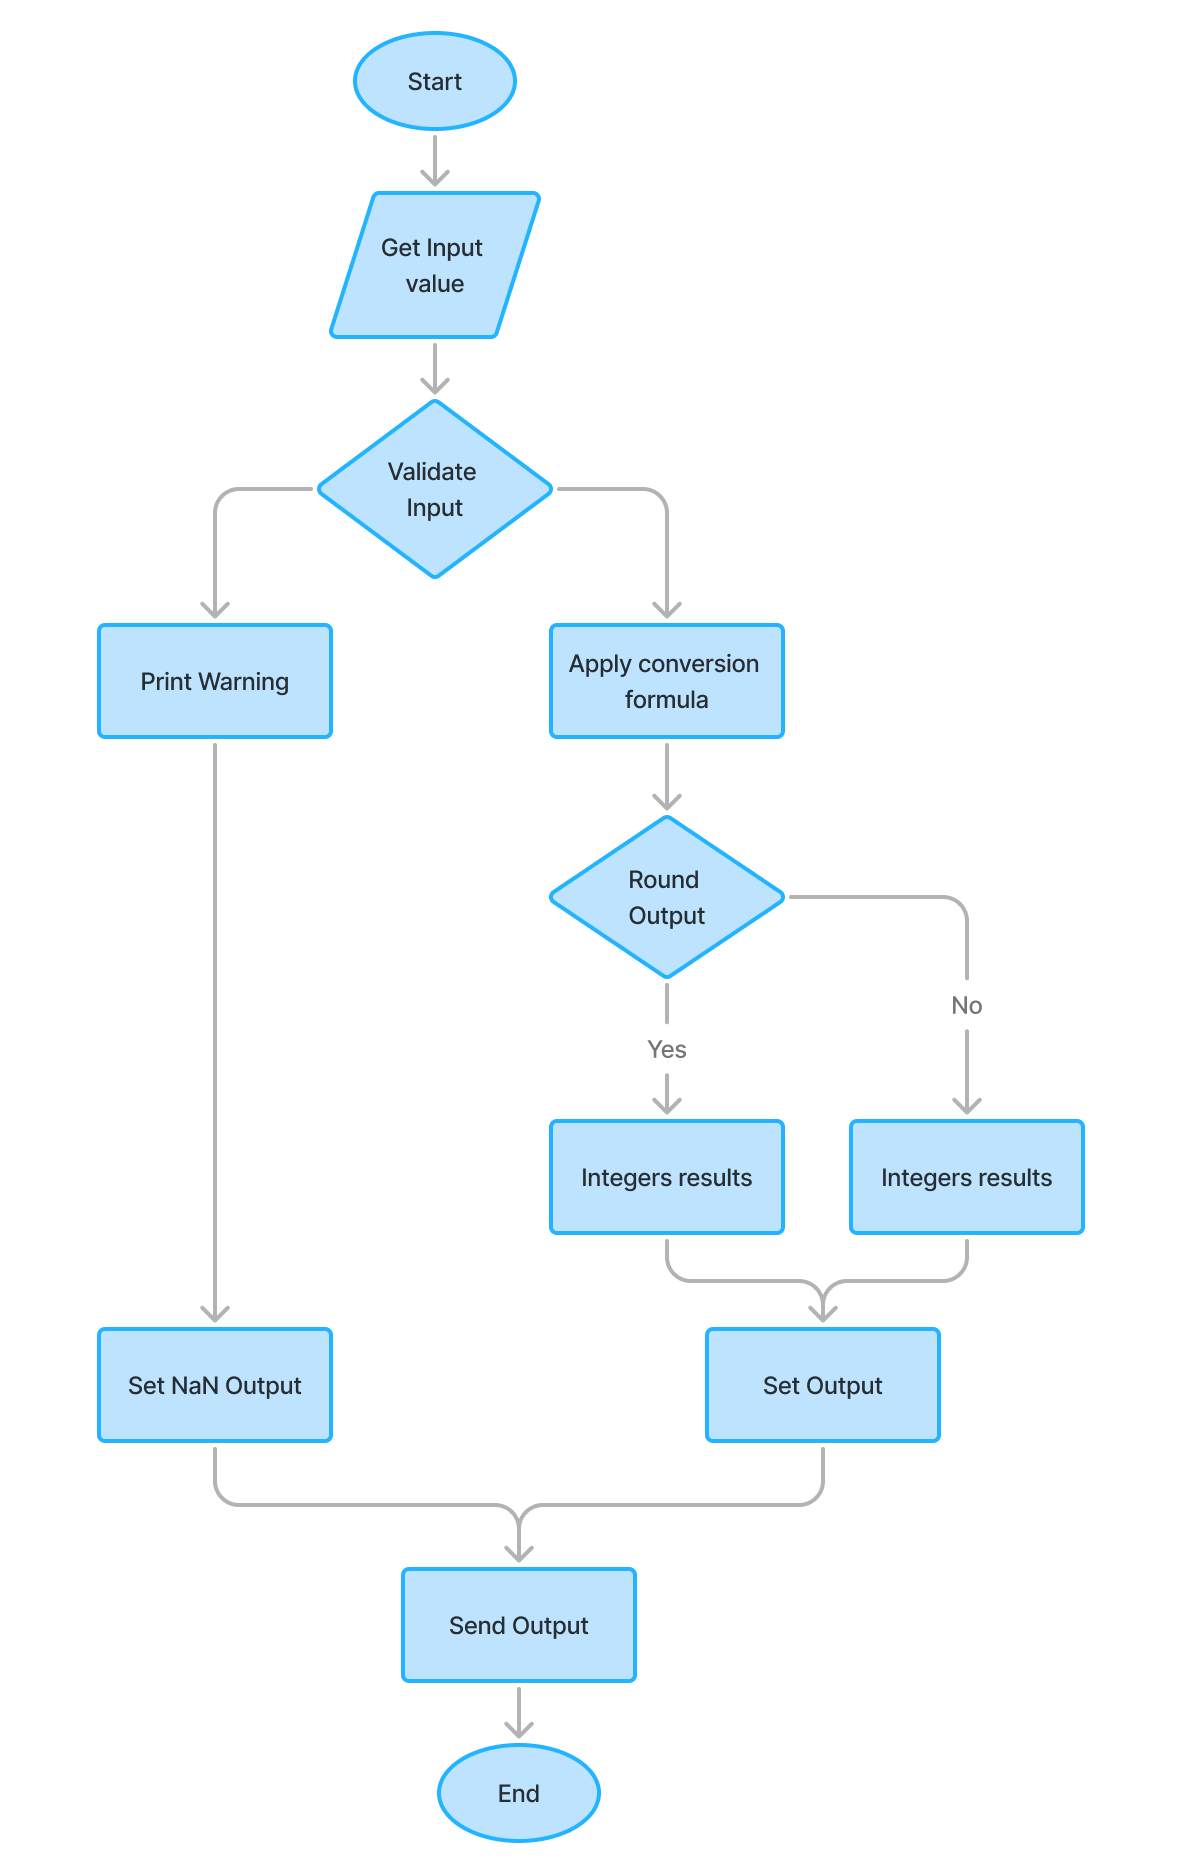 Start
Get Input
value
Validate
Input
Print Warning
Apply conversion
formula
Round
Output
No
Yes
Integers results
Integers results
Set NaN Output
Set Output
Send Output
End